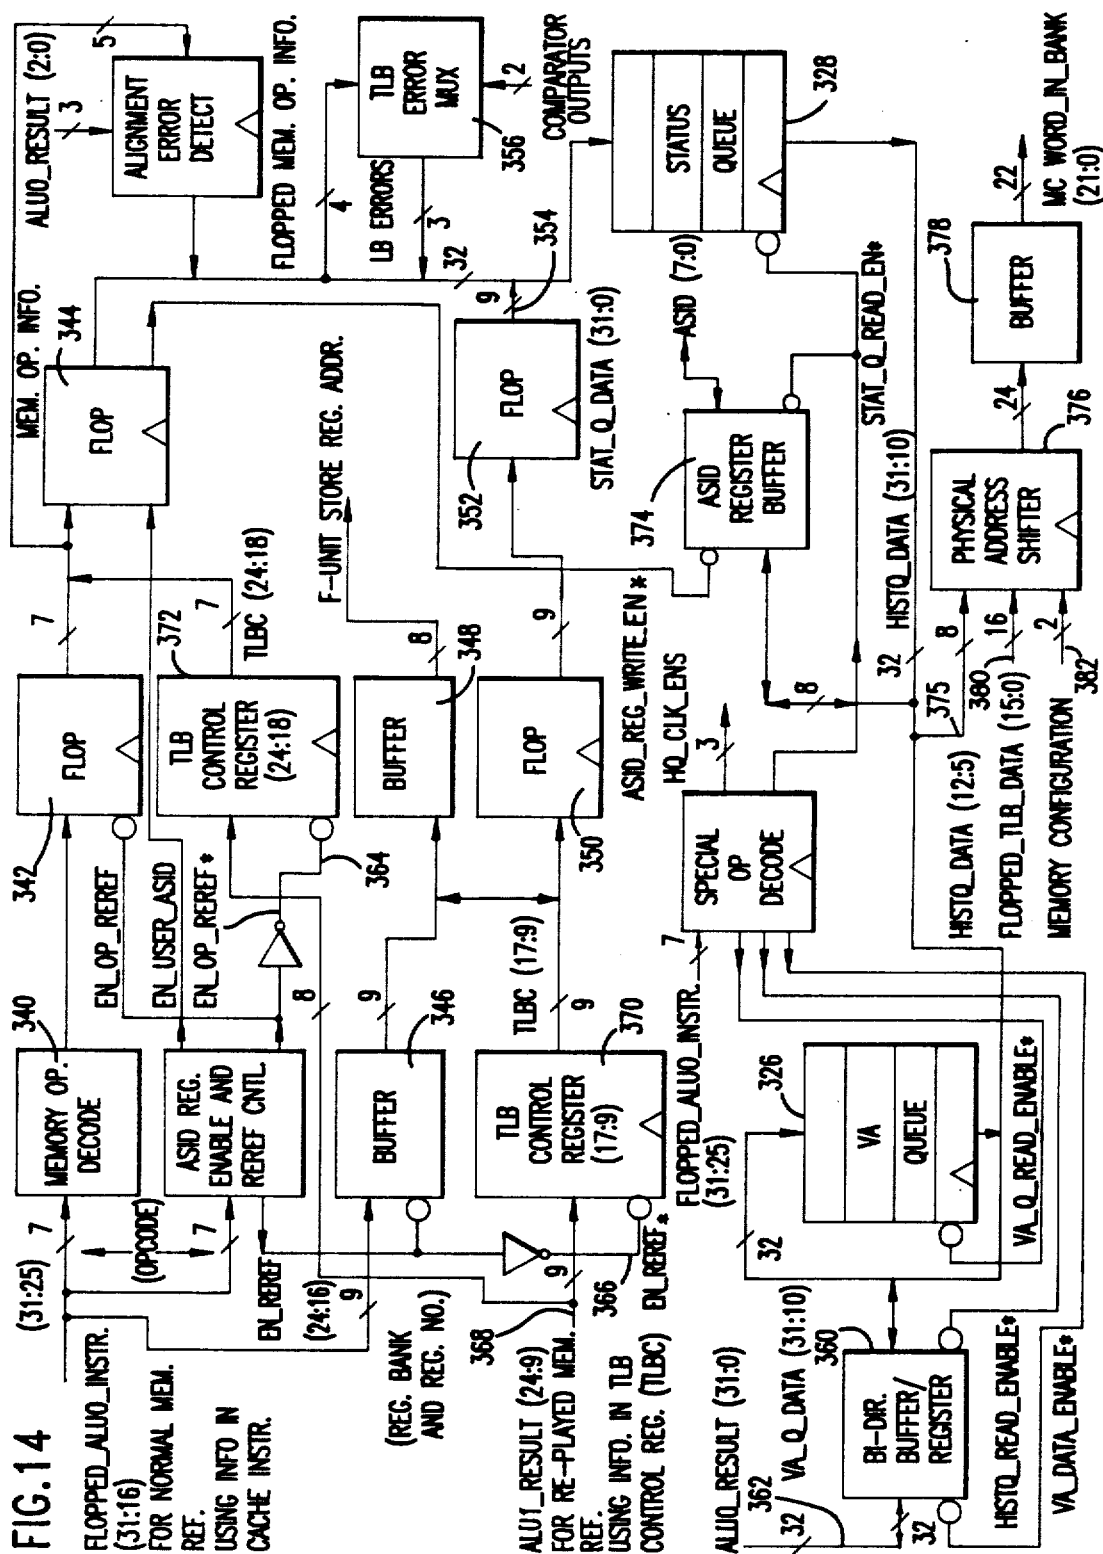 FIG.14
FLOPPED_ALUO_INSTR.
(31:16)
FOR NORMAL MEM.
REF.
USING INFO IN
CACHE INSTR.
(31:25)
7
(OPCODE)
7
340
MEMORY OP.
DECODE
ASID REG.
ENABLE AND
REREF CNTL.
EN_REREF
(24:16)
9
(REG. BANK
AND REG. NO.)
342
FLOP
EN_OP_REREF
EN_USER_ASID
EN_OP_REREF*
364
8
372
TLB
CONTROL
REGISTER
(24:18)
7
7
TLBC (24:18)
MEM. OP. INFO.
344
FLOP
ALUO_RESULT (2:0)
5
3
ALIGNMENT
ERROR
DETECT
FLOPPED MEM. OP. INFO.
4
TLB
ERROR
MUX
356
LB ERRORS
3
2
COMPARATOR
OUTPUTS
32
BUFFER
346
9
BUFFER
348
8
F-UNIT STORE REG. ADDR.
ALU1_RESULT (24:9)
FOR RE-PLAYED MEM.
REF.
USING INFO. IN TLB
CONTROL REG. (TLBC)
368
9
366
EN_REREF*
TLB
CONTROL
REGISTER
(17:9)
370
TLBC (17:9)
9
FLOP
350
9
352
FLOP
9
354
STAT_Q_DATA (31:0)
STATUS
QUEUE
328
ASID (7:0)
374
ASID
REGISTER
BUFFER
ASID_REG_WRITE_EN*
HQ_CLK_ENS
3
STAT_Q_READ_EN*
FLOPPED_ALUO_INSTR.
(31:25)
7
SPECIAL
OP
DECODE
8
32
HISTQ_DATA (31:10)
375
8
380
16
2
382
HISTQ_DATA (12:5)
FLOPPED_TLB_DATA (15:0)
MEMORY CONFIGURATION
PHYSICAL
ADDRESS
SHIFTER
376
24
BUFFER
378
22
MC WORD_IN_BANK
(21:0)
ALUO_RESULT (31:0)
32
362
VA_Q_DATA (31:10)
360
BI-DIR.
BUFFER/
REGISTER
32
32
VA
QUEUE
326
VA_Q_READ_ENABLE*
HISTQ_READ_ENABLE*
VA_DATA_ENABLE*